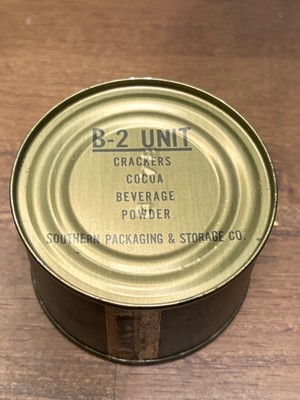 B-2 UNIT
CRACKERS
COCOA
BEVERAGE
POWDER
SOUTHERN PACKAGING & STORAGE CO.